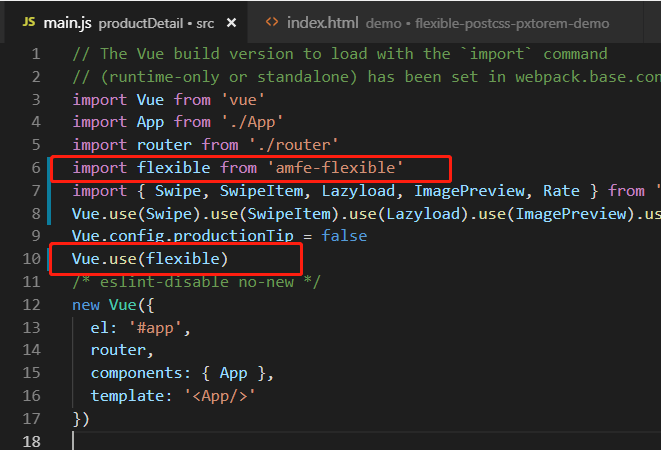 JS main.js productDetail • src × <> index.html demo • flexible-postcss-pxtorem-demo
1 // The Vue build version to load with the `import` command
2 // (runtime-only or standalone) has been set in webpack.base.con
3 import Vue from 'vue'
4 import App from './App'
5 import router from './router'
6 import flexible from 'amfe-flexible'
7 import { Swipe, SwipeItem, Lazyload, ImagePreview, Rate } from '
8 Vue.use(Swipe).use(SwipeItem).use(Lazyload).use(ImagePreview).us
9 Vue.config.productionTip = false
10 Vue.use(flexible)
11 /* eslint-disable no-new */
12 new Vue({
13 el: '#app',
14 router,
15 components: { App },
16 template: '<App/>'
17 })
18